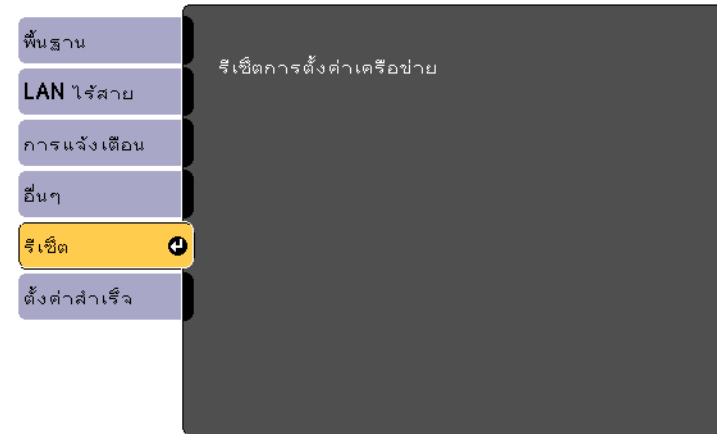 พื้นฐาน
LAN ไร้สาย
การแจ้งเตือน
อื่นๆ
รีเซ็ต
ตั้งค่าสำเร็จ
รีเซ็ตการตั้งค่าเครือข่าย